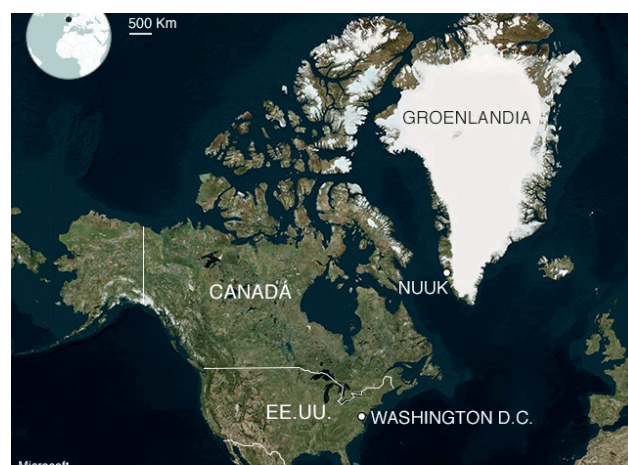 500 Km
GROENLANDIA
NUUK
CANADÁ
EE.UU.
WASHINGTON D.C.
Microsoft